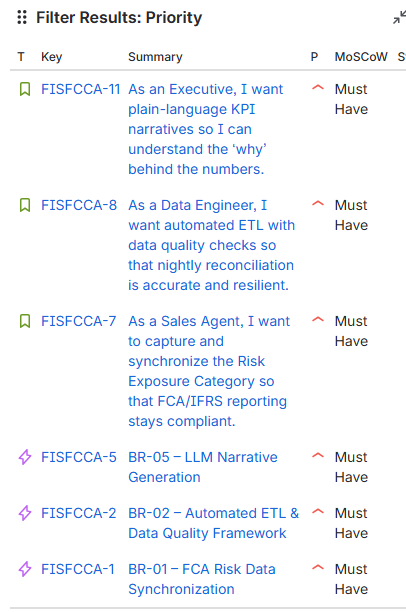 Filter Results: Priority
T Key Summary P MoSCoW S
FISFCCA-11 As an Executive, I want Must
plain-language KPI Have
narratives so I can
understand the ‘why’
behind the numbers.
FISFCCA-8 As a Data Engineer, I Must
want automated ETL with Have
data quality checks so
that nightly reconciliation
is accurate and resilient.
FISFCCA-7 As a Sales Agent, I want Must
to capture and Have
synchronize the Risk
Exposure Category so
that FCA/IFRS reporting
stays compliant.
FISFCCA-5 BR-05 – LLM Narrative Must
Generation Have
FISFCCA-2 BR-02 – Automated ETL & Must
Data Quality Framework Have
FISFCCA-1 BR-01 – FCA Risk Data Must
Synchronization Have